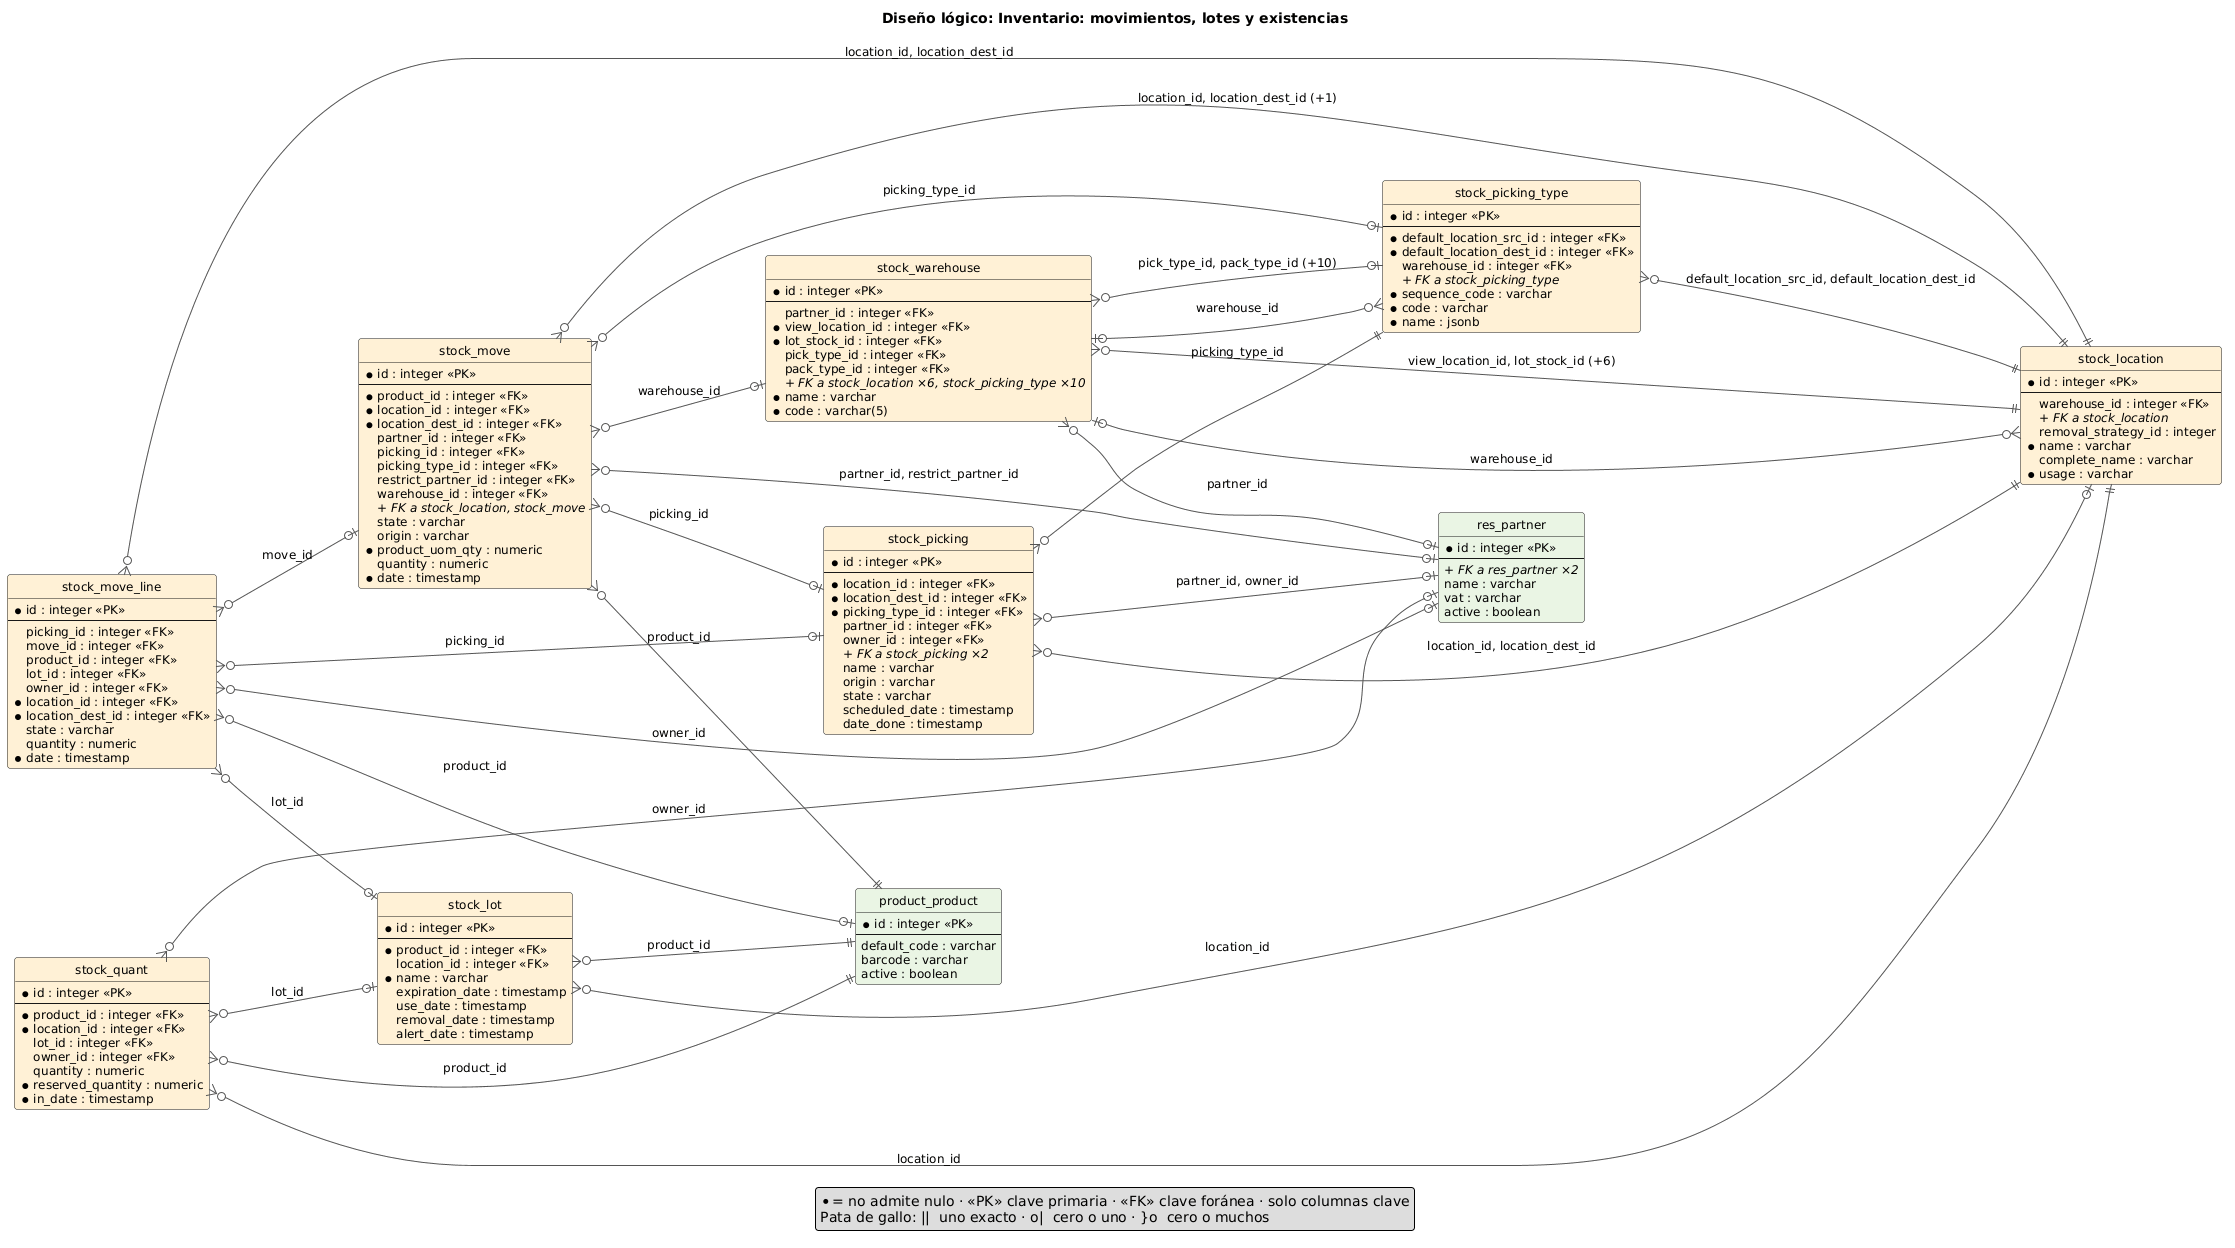 Diseño lógico: Inventario: movimientos, lotes y existencias
location_id, location_dest_id
location_id, location_dest_id (+1)
picking_type_id
stock_picking_type
• id : integer «PK»
• default_location_src_id : integer «FK»
• default_location_dest_id : integer «FK»
warehouse_id : integer «FK»
+ FK a stock_picking_type
• sequence_code : varchar
• code : varchar
• name : jsonb
pick_type_id, pack_type_id (+10)
warehouse_id
picking_type_id
default_location_src_id, default_location_dest_id
view_location_id, lot_stock_id (+6)
stock_warehouse
• id : integer «PK»
partner_id : integer «FK»
• view_location_id : integer «FK»
• lot_stock_id : integer «FK»
pick_type_id : integer «FK»
pack_type_id : integer «FK»
+ FK a stock_location ×6, stock_picking_type ×10
• name : varchar
• code : varchar(5)
stock_location
• id : integer «PK»
warehouse_id : integer «FK»
+ FK a stock_location
removal_strategy_id : integer
• name : varchar
complete_name : varchar
• usage : varchar
stock_move
• id : integer «PK»
• product_id : integer «FK»
• location_id : integer «FK»
• location_dest_id : integer «FK»
partner_id : integer «FK»
picking_id : integer «FK»
picking_type_id : integer «FK»
restrict_partner_id : integer «FK»
warehouse_id : integer «FK»
+ FK a stock_location, stock_move
state : varchar
origin : varchar
• product_uom_qty : numeric
quantity : numeric
• date : timestamp
warehouse_id
warehouse_id
partner_id, restrict_partner_id
partner_id
picking_id
res_partner
• id : integer «PK»
+ FK a res_partner ×2
name : varchar
vat : varchar
active : boolean
stock_picking
• id : integer «PK»
• location_id : integer «FK»
• location_dest_id : integer «FK»
• picking_type_id : integer «FK»
partner_id : integer «FK»
owner_id : integer «FK»
+ FK a stock_picking ×2
name : varchar
origin : varchar
state : varchar
scheduled_date : timestamp
date_done : timestamp
partner_id, owner_id
location_id, location_dest_id
move_id
stock_move_line
• id : integer «PK»
picking_id : integer «FK»
move_id : integer «FK»
product_id : integer «FK»
lot_id : integer «FK»
owner_id : integer «FK»
• location_id : integer «FK»
• location_dest_id : integer «FK»
state : varchar
quantity : numeric
• date : timestamp
picking_id
product_id
owner_id
product_id
lot_id
owner_id
stock_lot
• id : integer «PK»
• product_id : integer «FK»
location_id : integer «FK»
• name : varchar
expiration_date : timestamp
use_date : timestamp
removal_date : timestamp
alert_date : timestamp
product_product
• id : integer «PK»
default_code : varchar
barcode : varchar
active : boolean
product_id
location_id
stock_quant
• id : integer «PK»
• product_id : integer «FK»
• location_id : integer «FK»
lot_id : integer «FK»
owner_id : integer «FK»
quantity : numeric
• reserved_quantity : numeric
• in_date : timestamp
lot_id
product_id
location_id
• = no admite nulo · «PK» clave primaria · «FK» clave foránea · solo columnas clave
Pata de gallo: || uno exacto · o| cero o uno · }o cero o muchos